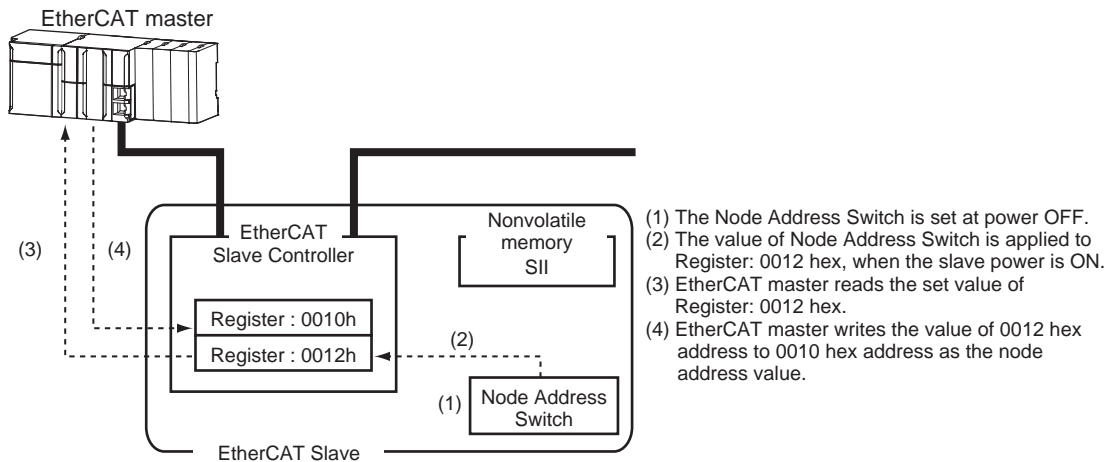 EtherCAT master
(3)
(4)
EtherCAT
Slave Controller
Register : 0010h
Register : 0012h
(2)
Nonvolatile
memory
SII
(1)
Node Address
Switch
EtherCAT Slave
(1) The Node Address Switch is set at power OFF.
(2) The value of Node Address Switch is applied to
Register: 0012 hex, when the slave power is ON.
(3) EtherCAT master reads the set value of
Register: 0012 hex.
(4) EtherCAT master writes the value of 0012 hex
address to 0010 hex address as the node
address value.